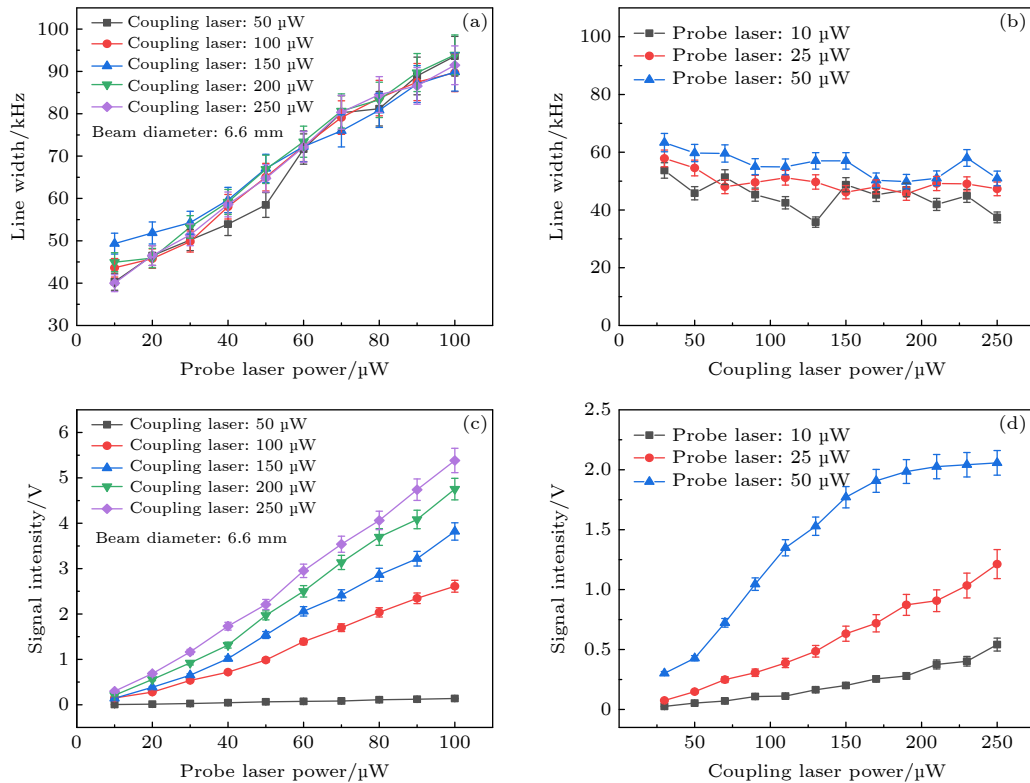 (a)
Coupling laser: 50 µW
Coupling laser: 100 µW
Coupling laser: 150 µW
Coupling laser: 200 µW
Coupling laser: 250 µW
Beam diameter: 6.6 mm
100
90
80
70
60
50
40
30
Line width/kHz
0 20 40 60 80 100
Probe laser power/µW
(b)
Probe laser: 10 µW
Probe laser: 25 µW
Probe laser: 50 µW
100
80
60
40
20
0
Line width/kHz
0 50 100 150 200 250
Coupling laser power/µW
(c)
Coupling laser: 50 µW
Coupling laser: 100 µW
Coupling laser: 150 µW
Coupling laser: 200 µW
Coupling laser: 250 µW
Beam diameter: 6.6 mm
6
5
4
3
2
1
0
Signal intensity/V
0 20 40 60 80 100
Probe laser power/µW
(d)
Probe laser: 10 µW
Probe laser: 25 µW
Probe laser: 50 µW
2.5
2.0
1.5
1.0
0.5
0
Signal intensity/V
50 100 150 200 250
Coupling laser power/µW